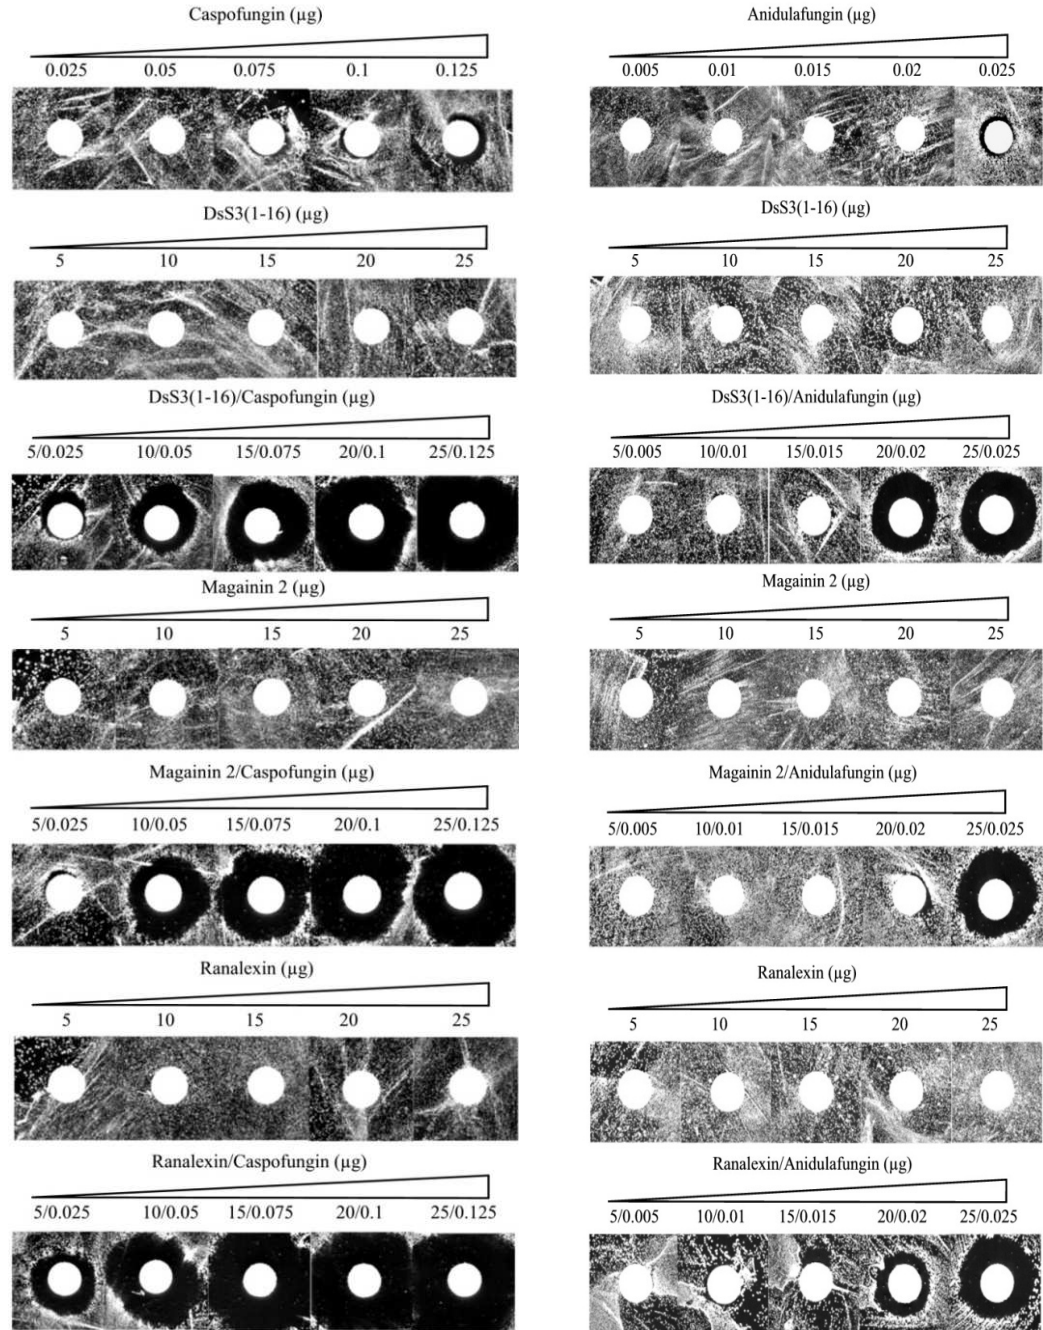 Caspofungin (µg)
0.025 0.05 0.075 0.1 0.125
DsS3(1-16) (µg)
5 10 15 20 25
DsS3(1-16)/Caspofungin (µg)
5/0.025 10/0.05 15/0.075 20/0.1 25/0.125
Magainin 2 (µg)
5 10 15 20 25
Magainin 2/Caspofungin (µg)
5/0.025 10/0.05 15/0.075 20/0.1 25/0.125
Ranalexin (µg)
5 10 15 20 25
Ranalexin/Caspofungin (µg)
5/0.025 10/0.05 15/0.075 20/0.1 25/0.125
Anidulafungin (µg)
0.005 0.01 0.015 0.02 0.025
DsS3(1-16) (µg)
5 10 15 20 25
DsS3(1-16)/Anidulafungin (µg)
5/0.005 10/0.01 15/0.015 20/0.02 25/0.025
Magainin 2 (µg)
5 10 15 20 25
Magainin 2/Anidulafungin (µg)
5/0.005 10/0.01 15/0.015 20/0.02 25/0.025
Ranalexin (µg)
5 10 15 20 25
Ranalexin/Anidulafungin (µg)
5/0.005 10/0.01 15/0.015 20/0.02 25/0.025